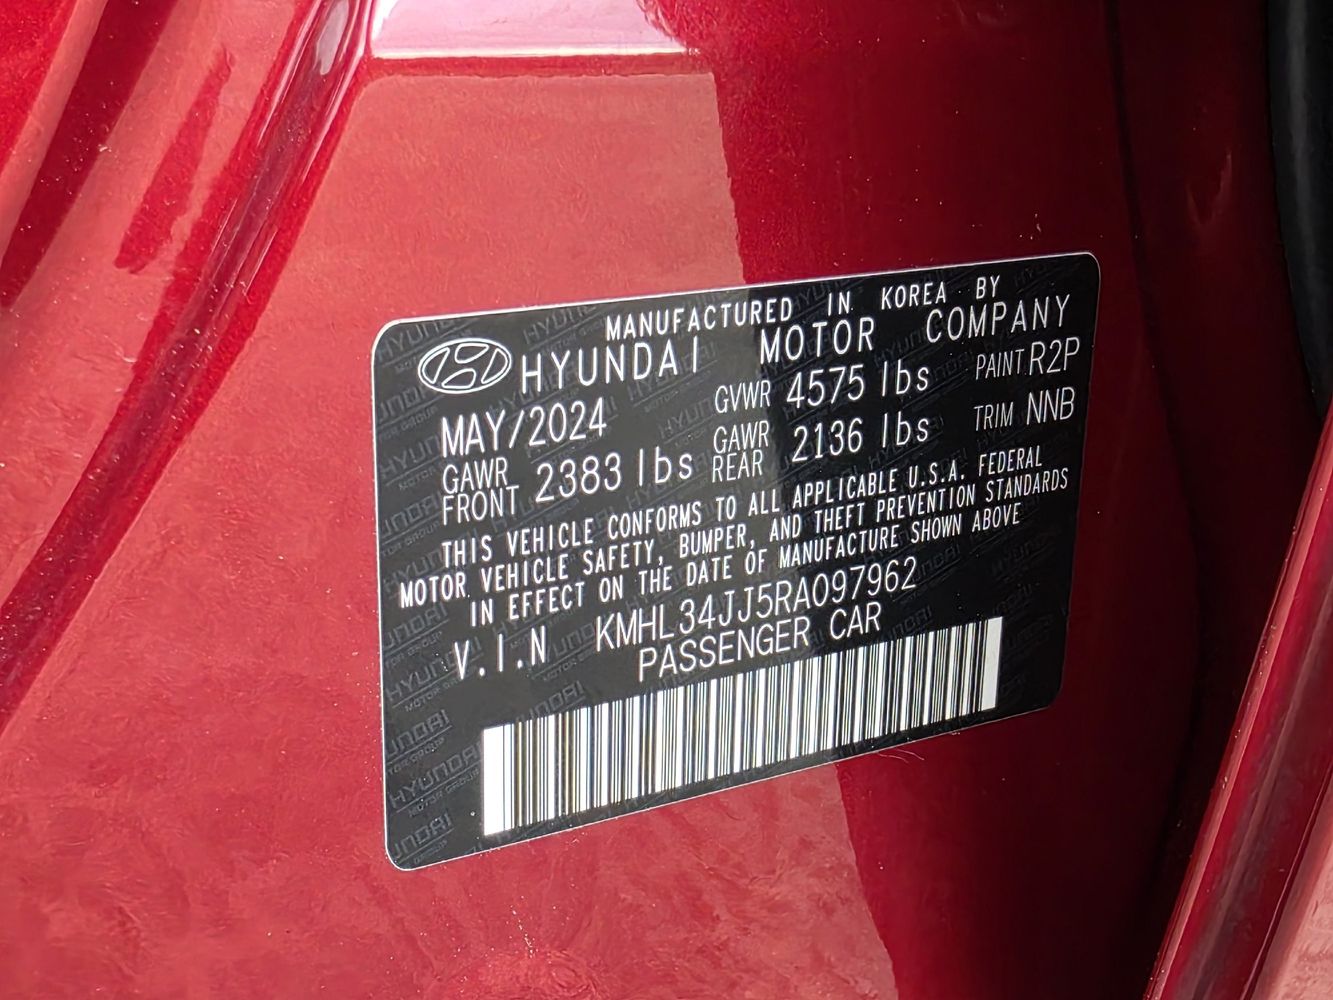 MANUFACTURED IN KOREA BY
HYUNDAI MOTOR COMPANY
MAY/2024 GVWR 4575 lbs PAINT R2P
GAWR FRONT 2383 lbs GAWR REAR 2136 lbs TRIM NNB
THIS VEHICLE CONFORMS TO ALL APPLICABLE U.S.A. FEDERAL
MOTOR VEHICLE SAFETY, BUMPER, AND THEFT PREVENTION STANDARDS
IN EFFECT ON THE DATE OF MANUFACTURE SHOWN ABOVE
V.I.N KMHL34JJ5RA097962
PASSENGER CAR